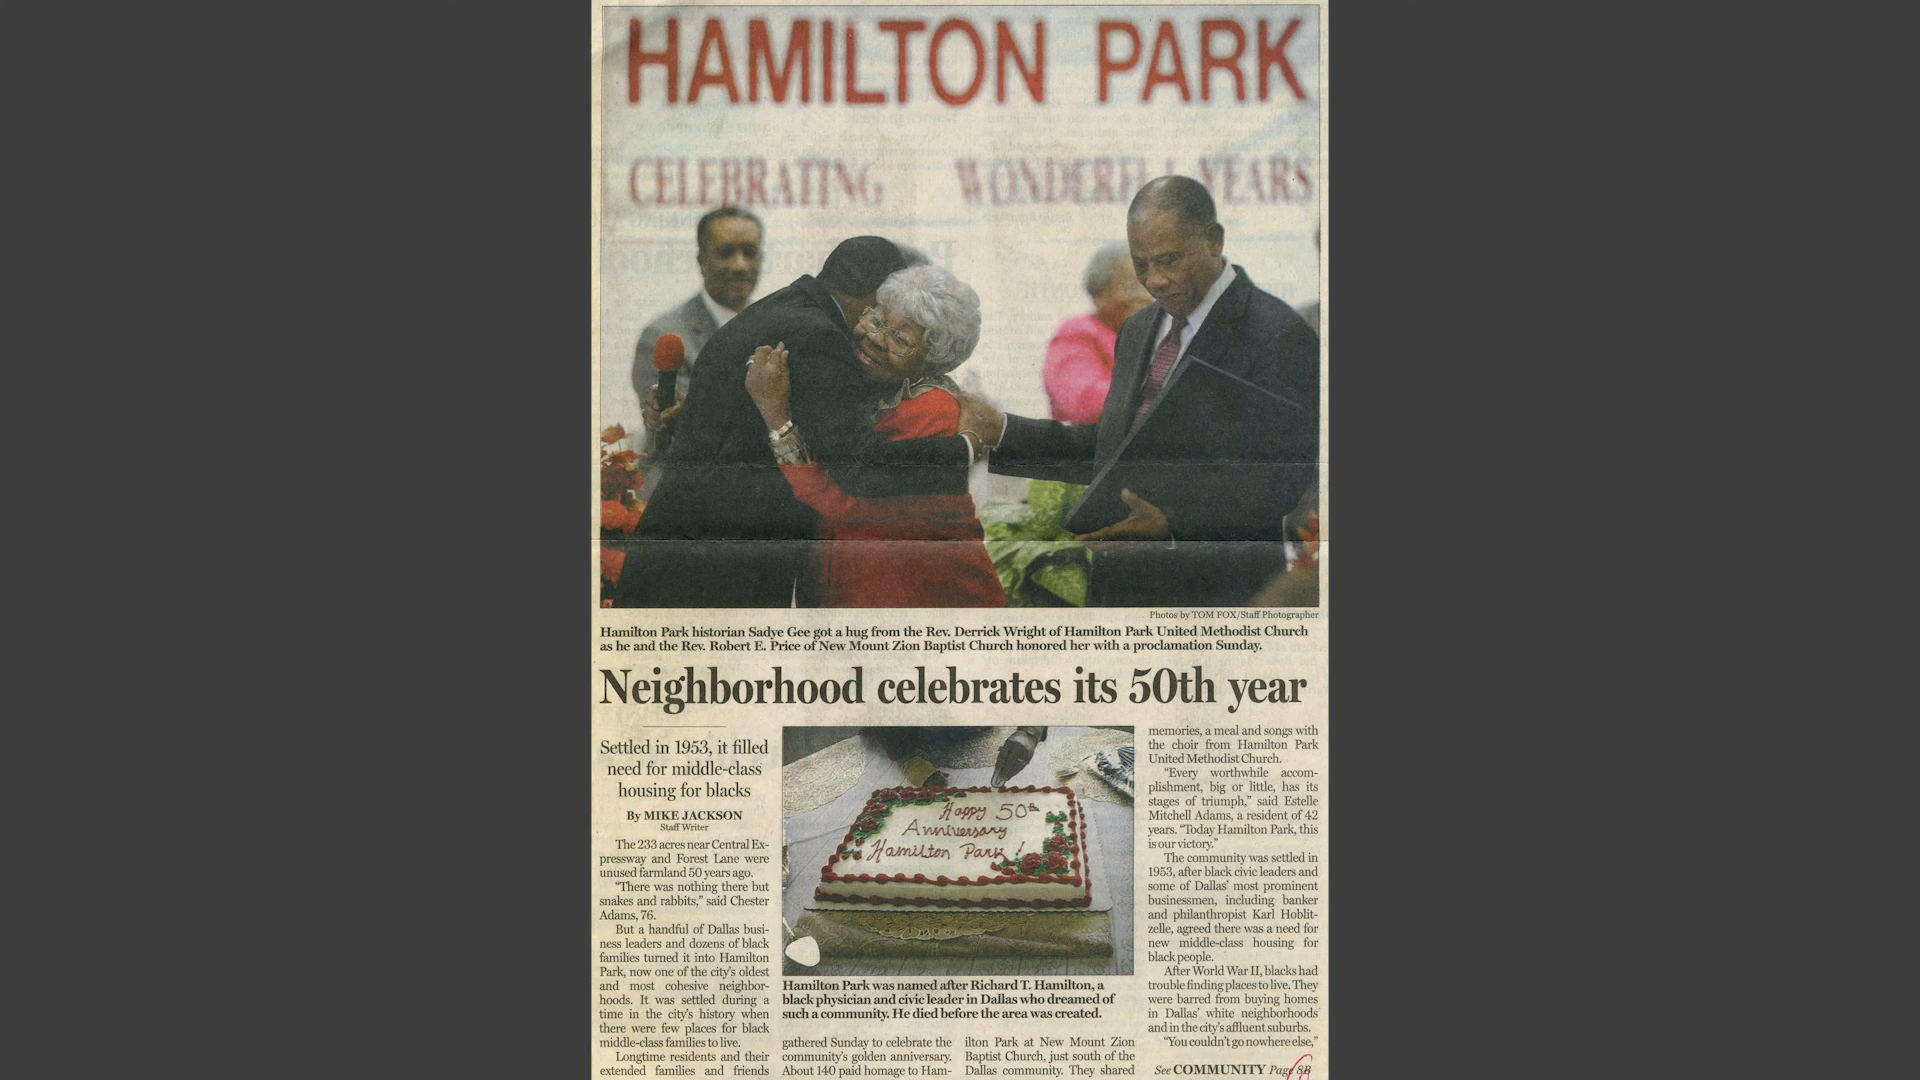 HAMILTON PARK
CELEBRATING WONDERFUL YEARS
Photos by TOM FOX/Staff Photographer
Hamilton Park historian Sadye Gee got a hug from the Rev. Derrick Wright of Hamilton Park United Methodist Church
as he and the Rev. Robert E. Price of New Mount Zion Baptist Church honored her with a proclamation Sunday.
Neighborhood celebrates its 50th year
Settled in 1953, it filled
need for middle-class
housing for blacks
By MIKE JACKSON
Staff Writer
The 233 acres near Central Ex-
pressway and Forest Lane were
unused farmland 50 years ago.
"There was nothing there but
snakes and rabbits," said Chester
Adams, 76.
But a handful of Dallas busi-
ness leaders and dozens of black
families turned it into Hamilton
Park, now one of the city's oldest
and most cohesive neighbor-
hoods. It was settled during a
time in the city's history when
there were few places for black
middle-class families to live.
Longtime residents and their
extended families and friends
Happy 50th
Anniversary
Hamilton Park!
Hamilton Park was named after Richard T. Hamilton, a
black physician and civic leader in Dallas who dreamed of
such a community. He died before the area was created.
gathered Sunday to celebrate the
community's golden anniversary.
About 140 paid homage to Ham-
ilton Park at New Mount Zion
Baptist Church, just south of the
Dallas community. They shared
memories, a meal and songs with
the choir from Hamilton Park
United Methodist Church.
"Every worthwhile accom-
plishment, big or little, has its
stages of triumph," said Estelle
Mitchell Adams, a resident of 42
years. "Today Hamilton Park, this
is our victory."
The community was settled in
1953, after black civic leaders and
some of Dallas' most prominent
businessmen, including banker
and philanthropist Karl Hoblit-
zelle, agreed there was a need for
new middle-class housing for
black people.
After World War II, blacks had
trouble finding places to live. They
were barred from buying homes
in Dallas' white neighborhoods
and in the city's affluent suburbs.
"You couldn't go nowhere else,"
See COMMUNITY Page 8B